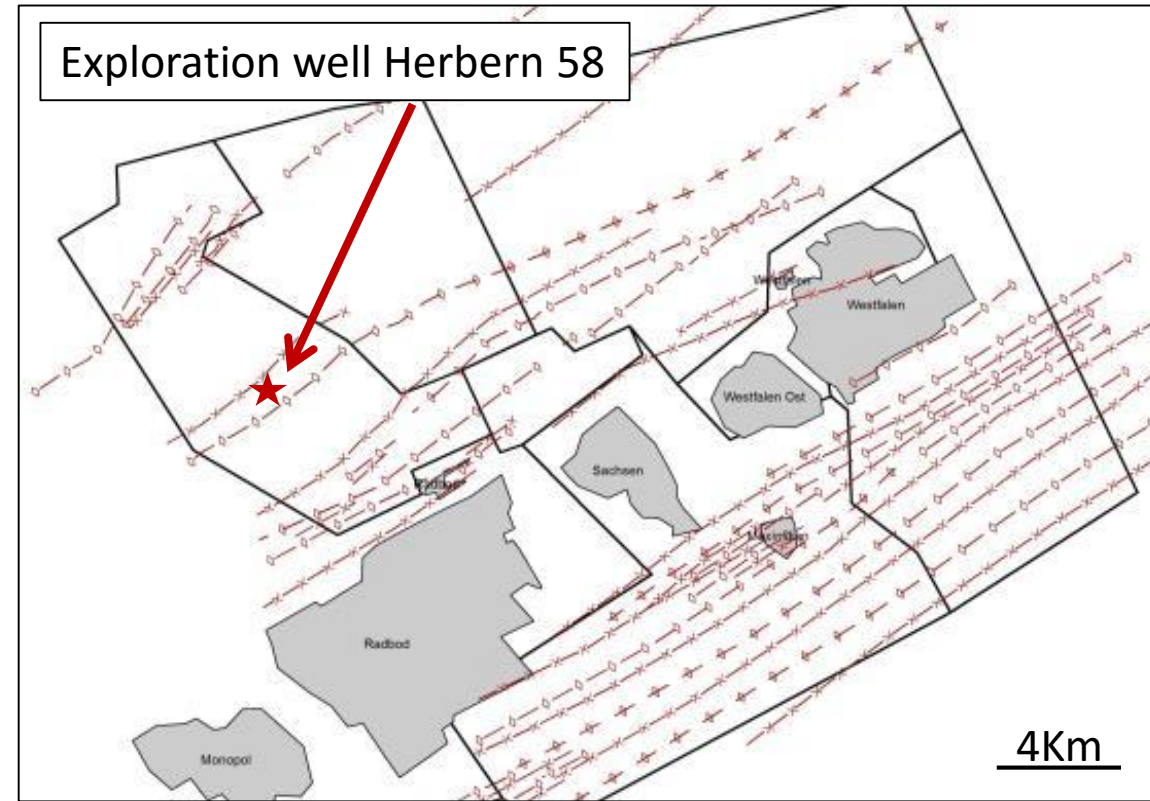 Exploration well Herbern 58
Westfalen
Westfalen Ost
Sachsen
Radbod
Monopol
4Km